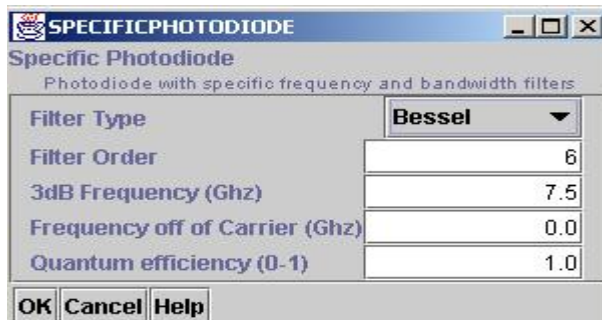 SPECIFICPHOTODIODE
Specific Photodiode
Photodiode with specific frequency and bandwidth filters
Filter Type Bessel
Filter Order 6
3dB Frequency (Ghz) 7.5
Frequency off of Carrier (Ghz) 0.0
Quantum efficiency (0-1) 1.0
OK Cancel Help